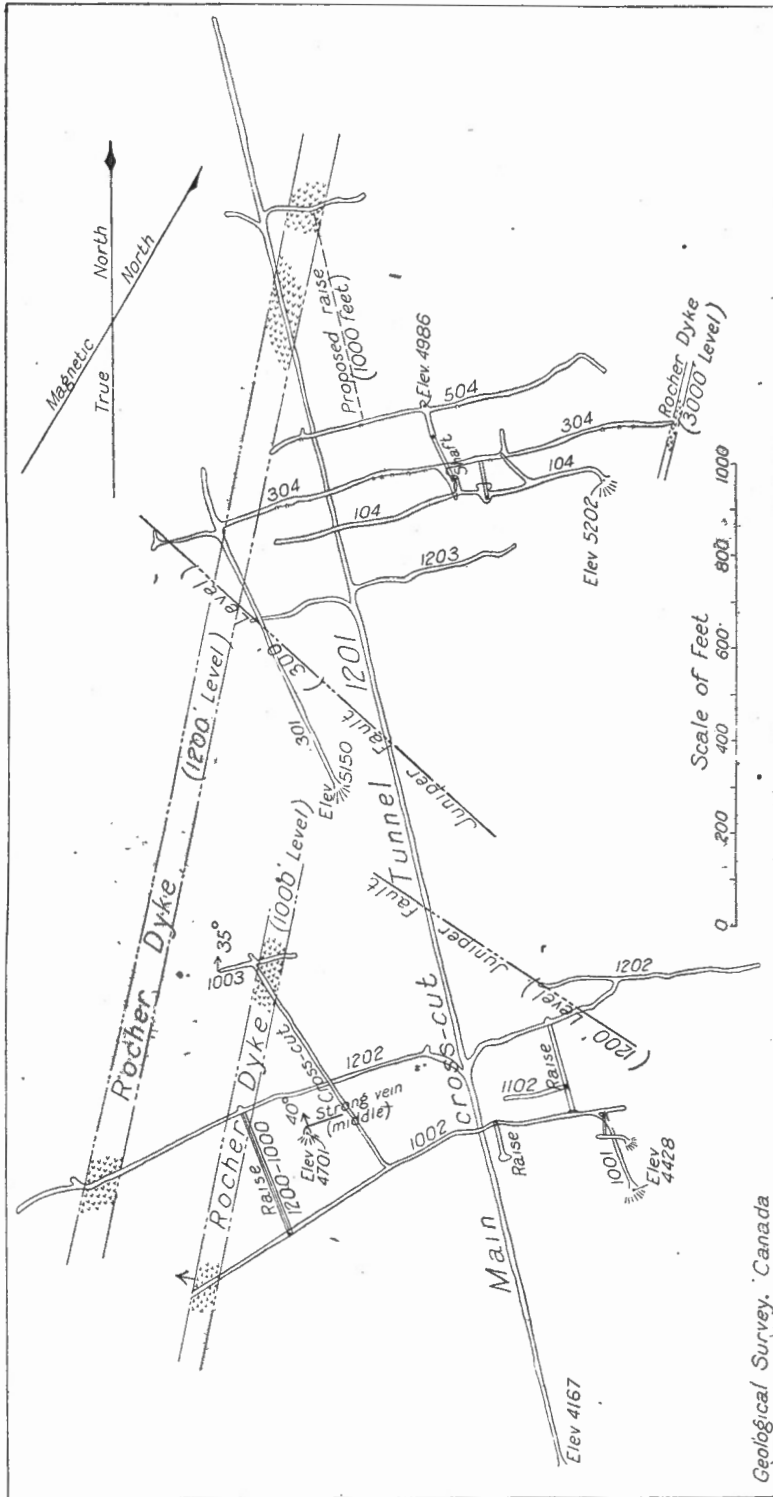 True North
Magnetic North
Rocher Dyke (1200' Level)
Rocher Dyke (1000' Level)
Proposed raise
(1000 feet)
Elev. 4986
504
304
Shaft
304
104
104
Rocher Dyke
(3000' Level)
Elev 5202
1203
(300' Level)
301
Elev
5150
Juniper Fault
Main cross-cut Tunnel 1201
Juniper Fault
(1200' Level)
1003
35°
Cross-cut
1202
40°
Strong vein
(middle)
Elev
4701
Raise
1200-1000
1002
Raise
1102
Raise
1202
1001
Elev
4428
Elev 4167
0 200 400 600 800 1000
Scale of Feet
Geological Survey, Canada